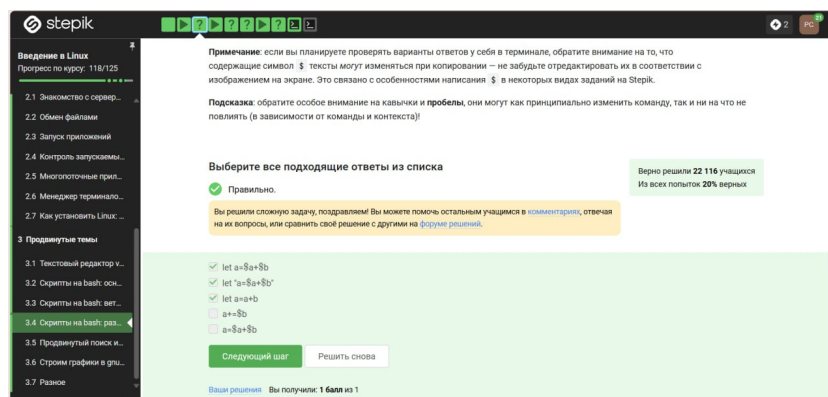 stepik
2
PC
21
Введение в Linux
Прогресс по курсу: 118/125
2.1 Знакомство с сервер...
2.2 Обмен файлами
2.3 Запуск приложений
2.4 Контроль запускаемы...
2.5 Многопоточные прил...
2.6 Менеджер терминало...
2.7 Как установить Linux: ...
3 Продвинутые темы
3.1 Текстовый редактор v...
3.2 Скрипты на bash: осн...
3.3 Скрипты на bash: вет...
3.4 Скрипты на bash: раз...
3.5 Продвинутый поиск и...
3.6 Строим графики в gnu...
3.7 Разное
Примечание: если вы планируете проверять варианты ответов у себя в терминале, обратите внимание на то, что
содержащие символ $ тексты могут изменяться при копировании — не забудьте отредактировать их в соответствии с
изображением на экране. Это связано с особенностями написания $ в некоторых видах заданий на Stepik.
Подсказка: обратите особое внимание на кавычки и пробелы, они могут как принципиально изменить команду, так и ни на что не
повлиять (в зависимости от команды и контекста)!
Выберите все подходящие ответы из списка
Правильно.
Верно решили 22 116 учащихся
Из всех попыток 20% верных
Вы решили сложную задачу, поздравляем! Вы можете помочь остальным учащимся в комментариях, отвечая
на их вопросы, или сравнить своё решение с другими на форуме решений.
let a=$a+$b
let "a=$a+$b"
let a=a+b
a+=$b
a=$a+$b
Следующий шаг
Решить снова
Ваши решения Вы получили: 1 балл из 1